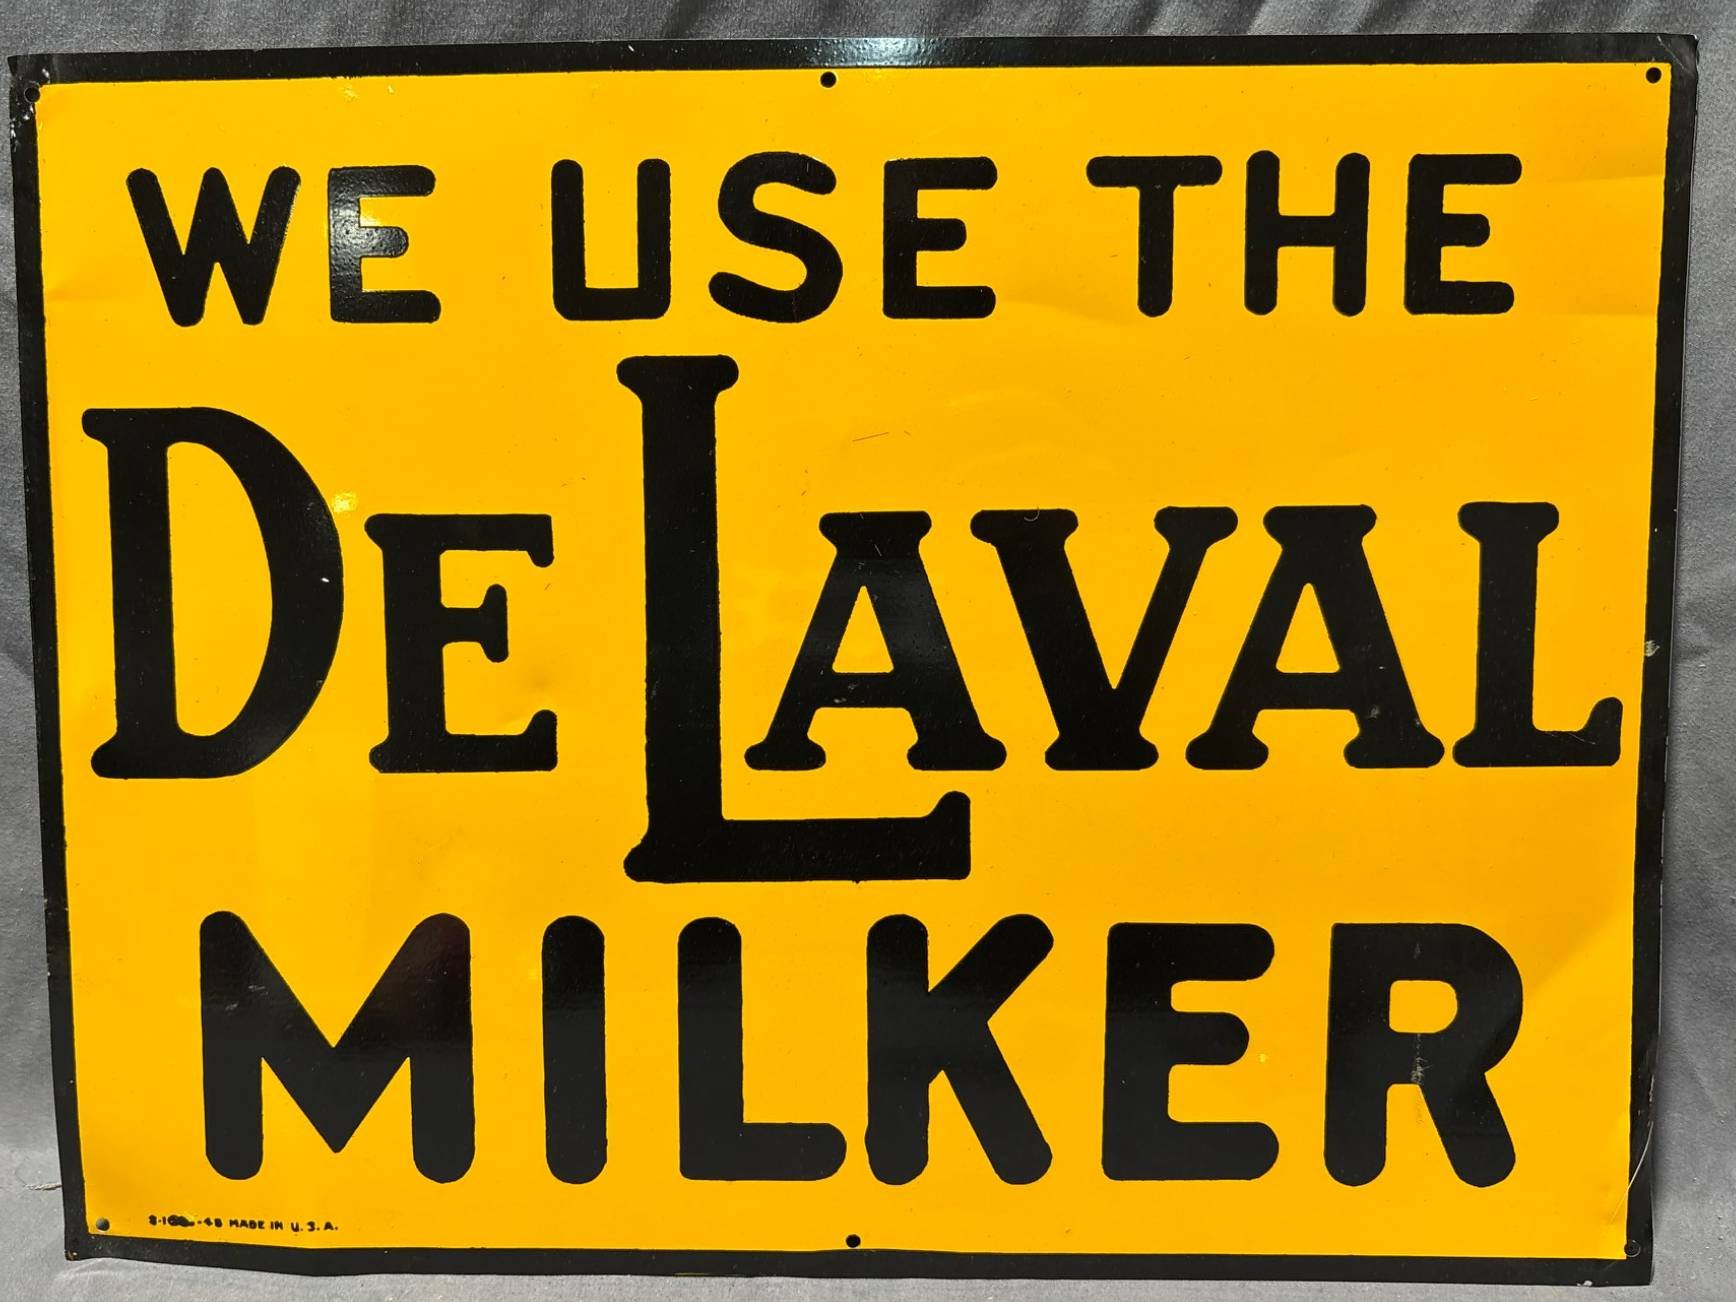 WE USE THE
DE LAVAL
MILKER
MADE IN U.S.A.